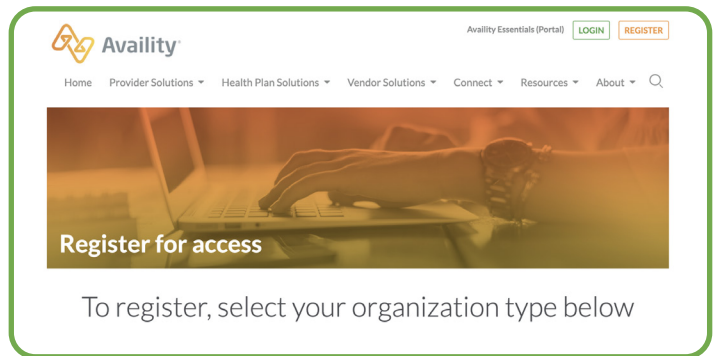 Availity Essentials (Portal) LOGIN REGISTER
Availity
Home Provider Solutions Health Plan Solutions Vendor Solutions Connect Resources About
Register for access
To register, select your organization type below